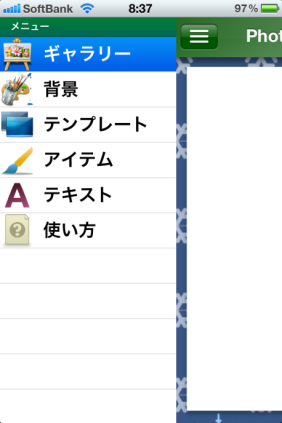 SoftBank 8:37 97%
メニュー
ギャラリー
Phot
背景
テンプレート
アイテム
A テキスト
? 使い方